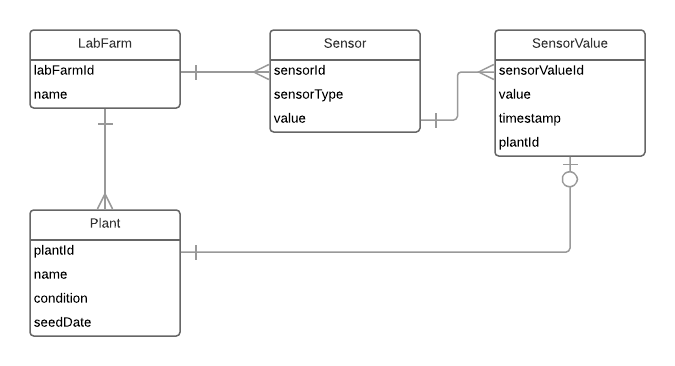 LabFarm
labFarmId
name
Sensor
sensorId
sensorType
value
SensorValue
sensorValueId
value
timestamp
plantId
Plant
plantId
name
condition
seedDate